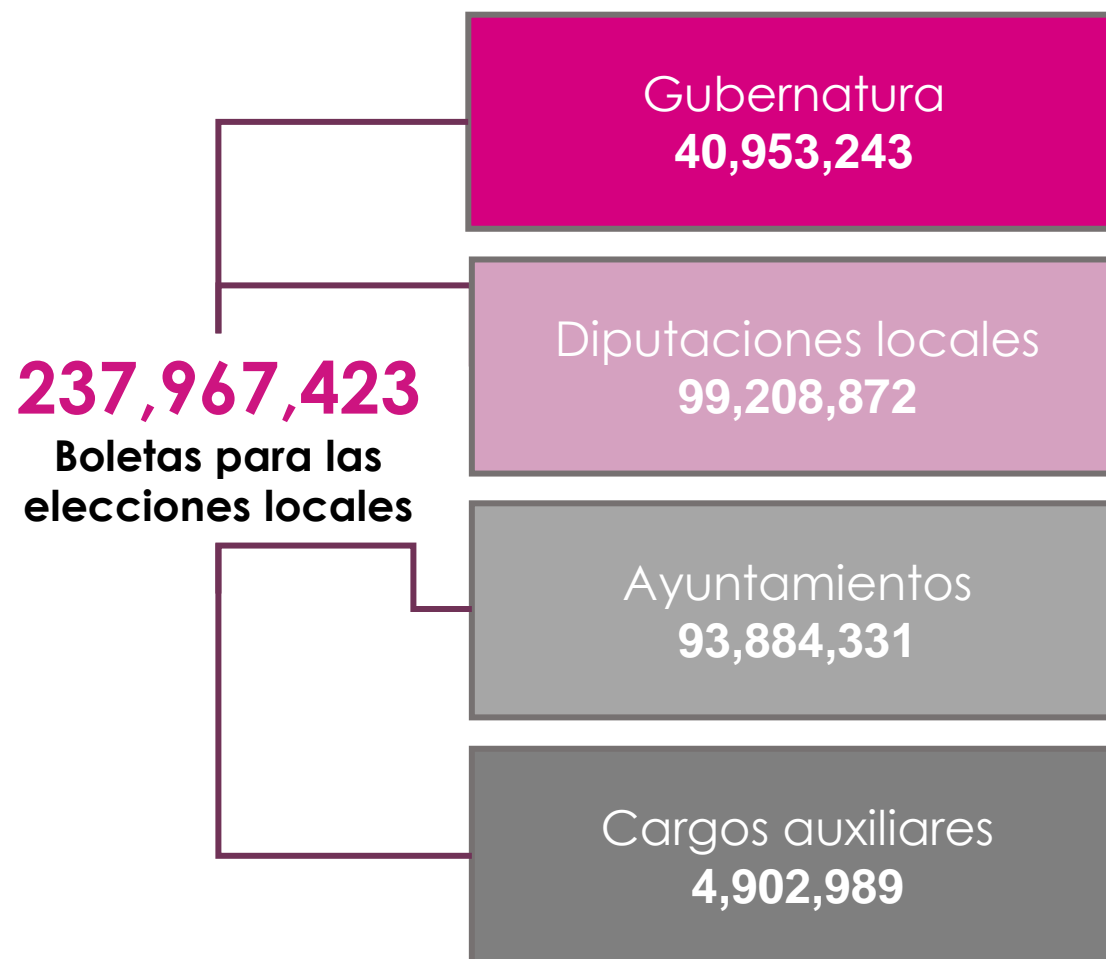 Gubernatura
40,953,243
Diputaciones locales
99,208,872
237,967,423
Boletas para las
elecciones locales
Ayuntamientos
93,884,331
Cargos auxiliares
4,902,989